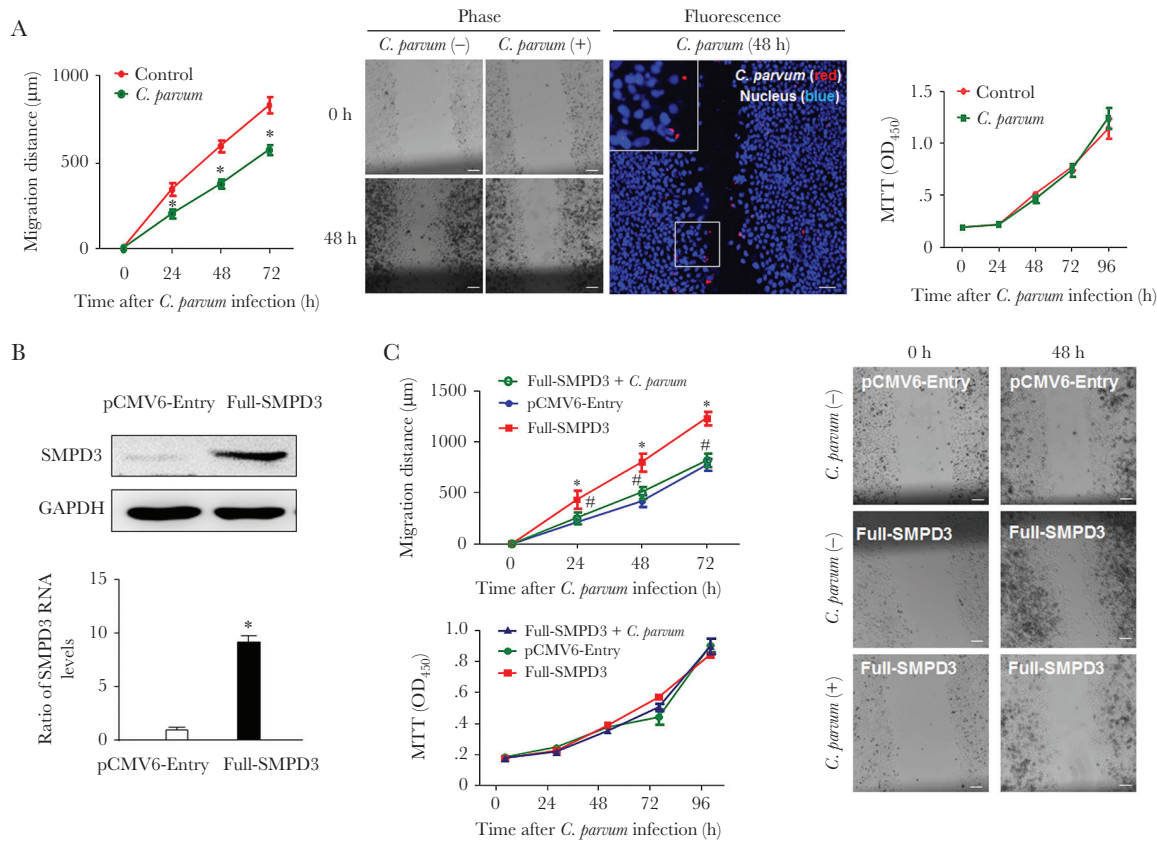 A
Phase
Fluorescence
C. parvum (–)
C. parvum (+)
C. parvum (48 h)
1000
500
0
Migration distance (µm)
Control
C. parvum
*
*
*
0
24
48
72
Time after C. parvum infection (h)
0 h
48 h
C. parvum (red)
Nucleus (blue)
1.5
1.0
.5
0
MTT (OD450)
Control
C. parvum
0
24
48
72
96
Time after C. parvum infection (h)
B
pCMV6-Entry
Full-SMPD3
SMPD3
GAPDH
15
10
5
0
Ratio of SMPD3 RNA
levels
*
pCMV6-Entry
Full-SMPD3
C
1500
1000
500
0
Migration distance (µm)
Full-SMPD3 + C. parvum
pCMV6-Entry
Full-SMPD3
*
#
*
#
*
#
0
24
48
72
Time after C. parvum infection (h)
1.0
.8
.6
.4
.2
0
MTT (OD450)
Full-SMPD3 + C. parvum
pCMV6-Entry
Full-SMPD3
0
24
48
72
96
Time after C. parvum infection (h)
0 h
48 h
C. parvum (–)
pCMV6-Entry
pCMV6-Entry
C. parvum (–)
Full-SMPD3
Full-SMPD3
C. parvum (+)
Full-SMPD3
Full-SMPD3